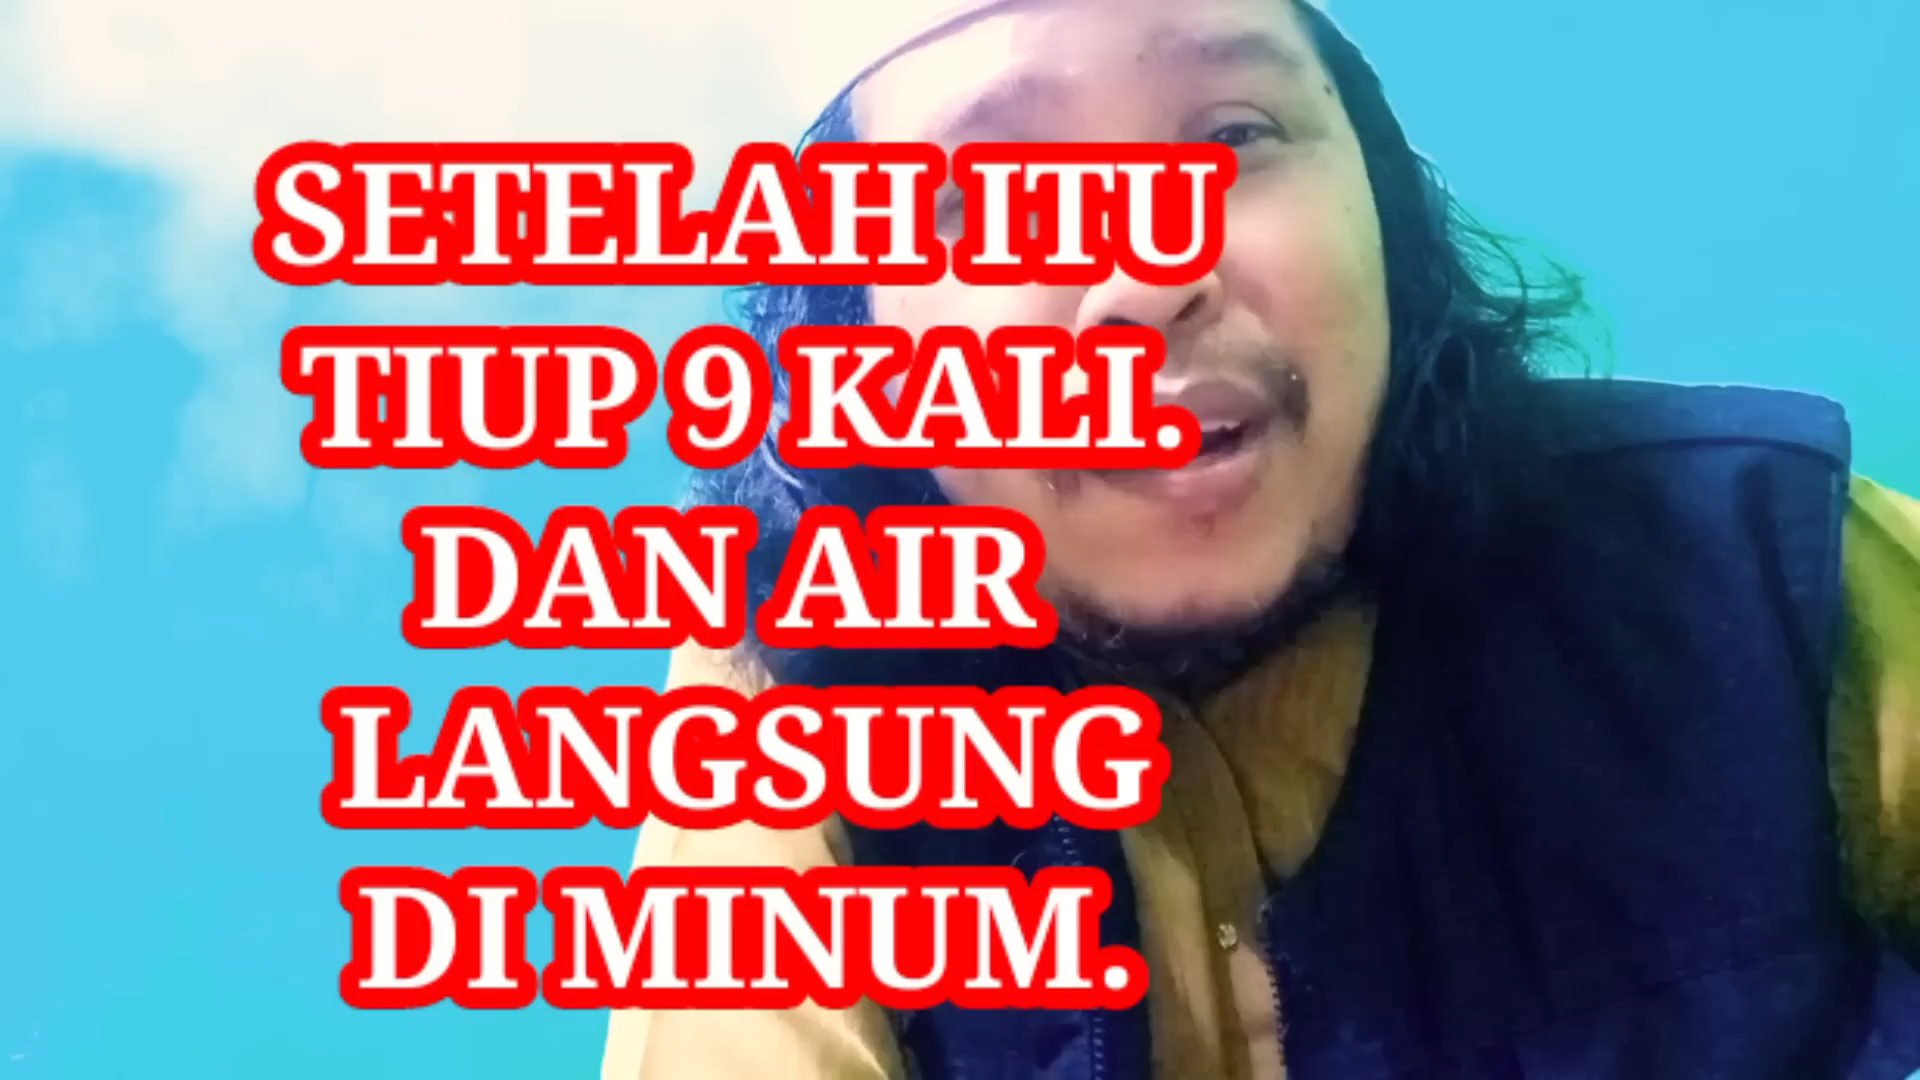 SETELAH ITU
TIUP 9 KALI.
DAN AIR
LANGSUNG
DI MINUM.